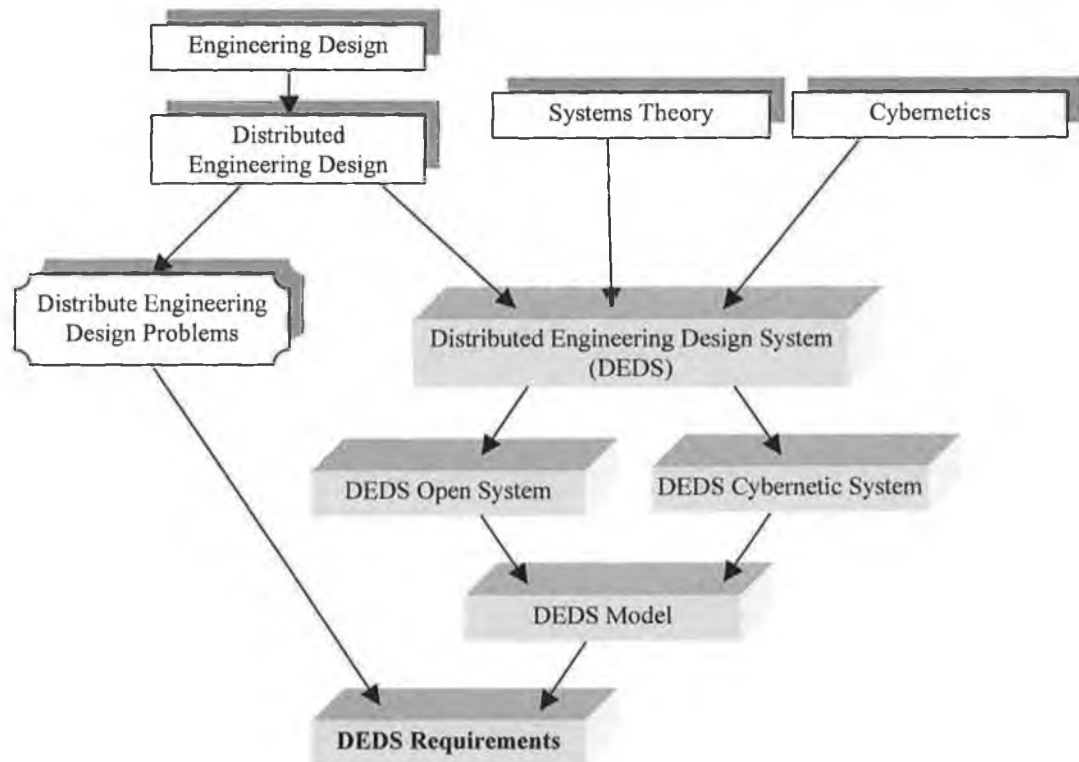 Engineering Design
Distributed
Engineering Design
Systems Theory
Cybernetics
Distribute Engineering
Design Problems
Distributed Engineering Design System
(DEDS)
DEDS Open System
DEDS Cybernetic System
DEDS Model
DEDS Requirements